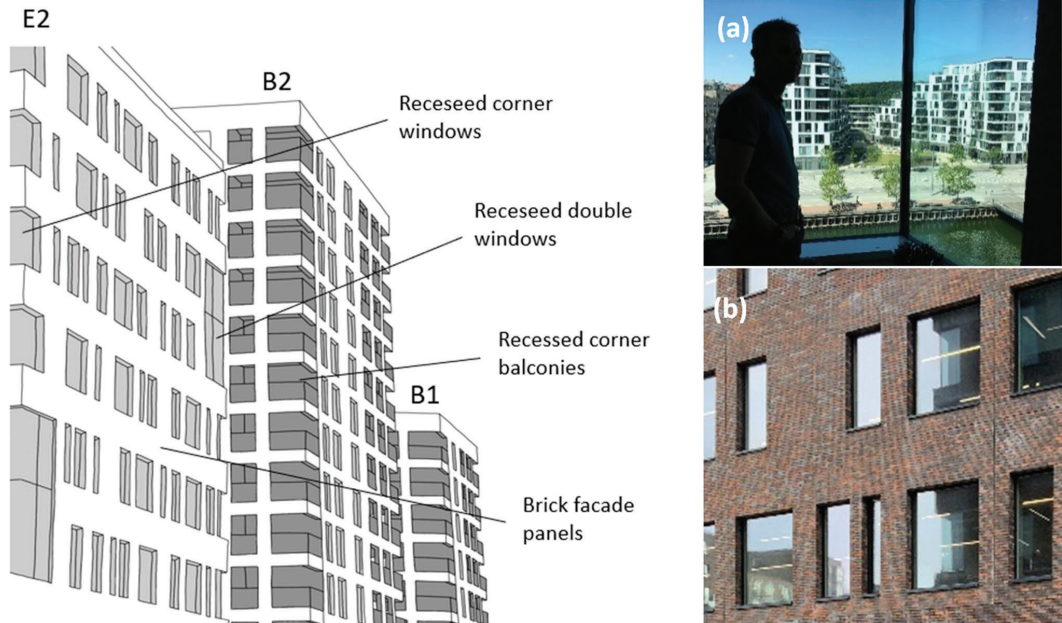 E2
B2
Receseed corner
windows
Receseed double
windows
Recessed corner
balconies
B1
Brick facade
panels
(a)
(b)